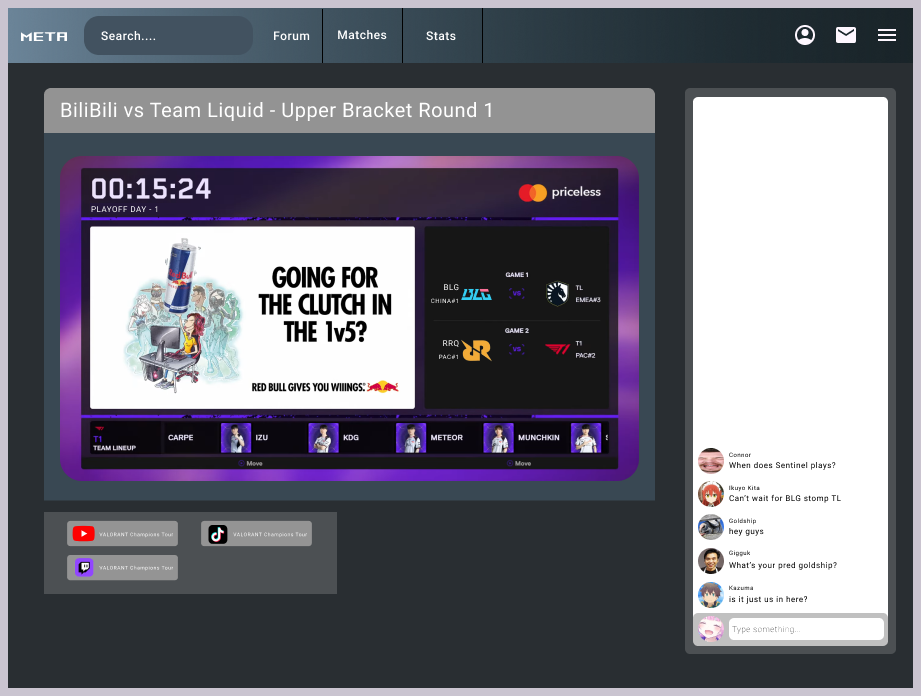 META
Search....
Forum
Matches
Stats
BiliBili vs Team Liquid - Upper Bracket Round 1
00:15:24
PLAYOFF DAY - 1
priceless
Red Bull
GOING FOR
THE CLUTCH IN
THE 1v5?
RED BULL GIVES YOU WIIINGS.
GAME 1
BLG
CHINA#1
BLG
VS
TL
EMEA#3
GAME 2
RRQ
PAC#1
VS
T1
PAC#2
T1
TEAM LINEUP
CARPE
IZU
KDG
METEOR
MUNCHKIN
S
Move
Move
VALORANT Champions Tour
VALORANT Champions Tour
VALORANT Champions Tour
Connor
When does Sentinel plays?
Ikuyo Kita
Can't wait for BLG stomp TL
Goldship
hey guys
Gigguk
What's your pred goldship?
Kazuma
is it just us in here?
Type something...